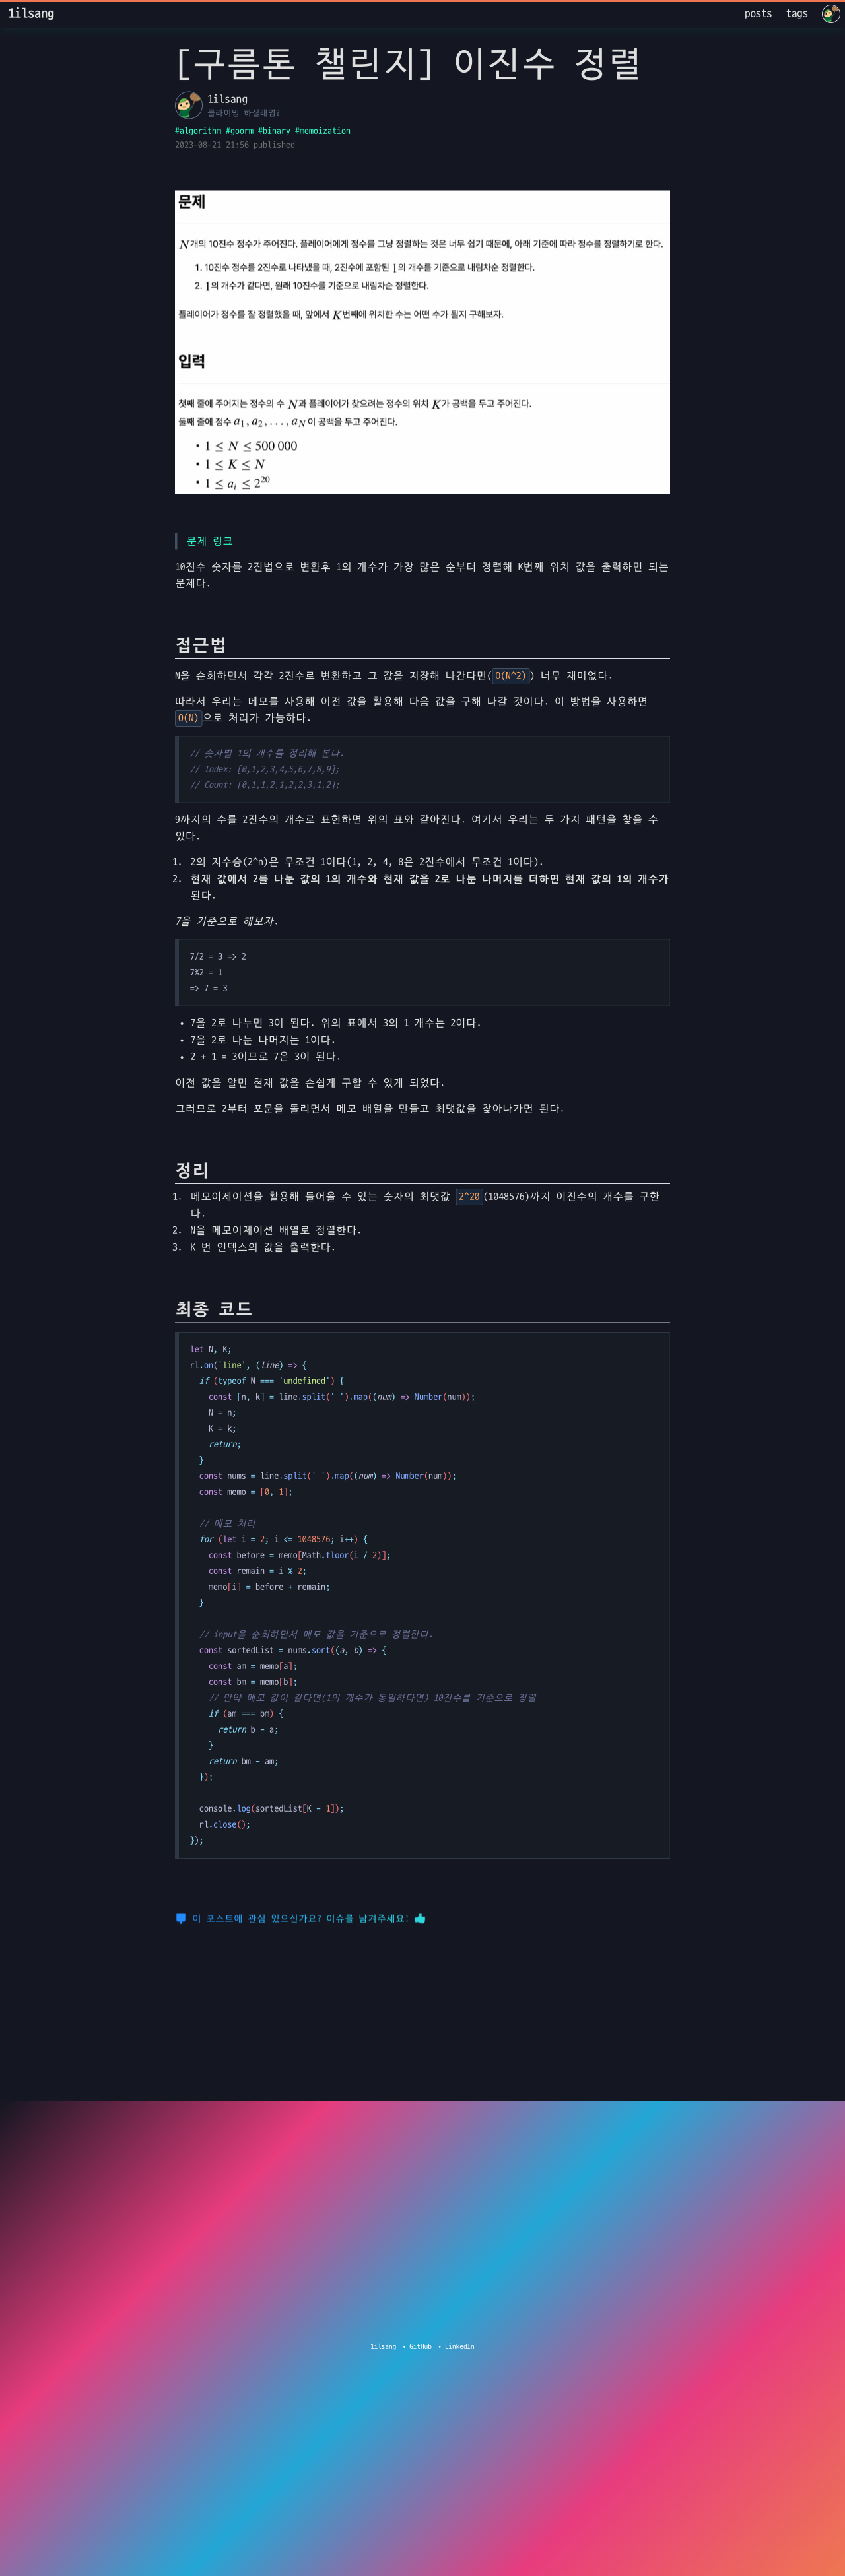 1ilsang
posts tags
[구름톤 챌린지] 이진수 정렬
1ilsang
클라이밍 하실래염?
#algorithm #goorm #binary #memoization
2023-08-21 21:56 published
문제
N개의 10진수 정수가 주어진다. 플레이어에게 정수를 그냥 정렬하는 것은 너무 쉽기 때문에, 아래 기준에 따라 정수를 정렬하기로 한다.
1. 10진수 정수를 2진수로 나타냈을 때, 2진수에 포함된 1의 개수를 기준으로 내림차순 정렬한다.
2. 1의 개수가 같다면, 원래 10진수를 기준으로 내림차순 정렬한다.
플레이어가 정수를 잘 정렬했을 때, 앞에서 K번째에 위치한 수는 어떤 수가 될지 구해보자.
입력
첫째 줄에 주어지는 정수의 수 N과 플레이어가 찾으려는 정수의 위치 K가 공백을 두고 주어진다.
둘째 줄에 정수 a₁, a₂, . . . , a_N 이 공백을 두고 주어진다.
• 1 ≤ N ≤ 500 000
• 1 ≤ K ≤ N
• 1 ≤ aᵢ ≤ 2²⁰
문제 링크
10진수 숫자를 2진법으로 변환후 1의 개수가 가장 많은 순부터 정렬해 K번째 위치 값을 출력하면 되는
문제다.
접근법
N을 순회하면서 각각 2진수로 변환하고 그 값을 저장해 나간다면(O(N^2)) 너무 재미없다.
따라서 우리는 메모를 사용해 이전 값을 활용해 다음 값을 구해 나갈 것이다. 이 방법을 사용하면
O(N)으로 처리가 가능하다.
// 숫자별 1의 개수를 정리해 본다.
// Index: [0,1,2,3,4,5,6,7,8,9];
// Count: [0,1,1,2,1,2,2,3,1,2];
9까지의 수를 2진수의 개수로 표현하면 위의 표와 같아진다. 여기서 우리는 두 가지 패턴을 찾을 수
있다.
1. 2의 지수승(2^n)은 무조건 1이다(1, 2, 4, 8은 2진수에서 무조건 1이다).
2. 현재 값에서 2를 나눈 값의 1의 개수와 현재 값을 2로 나눈 나머지를 더하면 현재 값의 1의 개수가
된다.
7을 기준으로 해보자.
7/2 = 3 => 2
7%2 = 1
=> 7 = 3
• 7을 2로 나누면 3이 된다. 위의 표에서 3의 1 개수는 2이다.
• 7을 2로 나눈 나머지는 1이다.
• 2 + 1 = 3이므로 7은 3이 된다.
이전 값을 알면 현재 값을 손쉽게 구할 수 있게 되었다.
그러므로 2부터 포문을 돌리면서 메모 배열을 만들고 최댓값을 찾아나가면 된다.
정리
1. 메모이제이션을 활용해 들어올 수 있는 숫자의 최댓값 2^20(1048576)까지 이진수의 개수를 구한
다.
2. N을 메모이제이션 배열로 정렬한다.
3. K 번 인덱스의 값을 출력한다.
최종 코드
let N, K;
rl.on('line', (line) => {
  if (typeof N === 'undefined') {
    const [n, k] = line.split(' ').map((num) => Number(num));
    N = n;
    K = k;
    return;
  }
  const nums = line.split(' ').map((num) => Number(num));
  const memo = [0, 1];
  // 메모 처리
  for (let i = 2; i <= 1048576; i++) {
    const before = memo[Math.floor(i / 2)];
    const remain = i % 2;
    memo[i] = before + remain;
  }
  // input을 순회하면서 메모 값을 기준으로 정렬한다.
  const sortedList = nums.sort((a, b) => {
    const am = memo[a];
    const bm = memo[b];
    // 만약 메모 값이 같다면(1의 개수가 동일하다면) 10진수를 기준으로 정렬
    if (am === bm) {
      return b - a;
    }
    return bm - am;
  });
  console.log(sortedList[K - 1]);
  rl.close();
});
이 포스트에 관심 있으신가요? 이슈를 남겨주세요! 👍
1ilsang • GitHub • LinkedIn